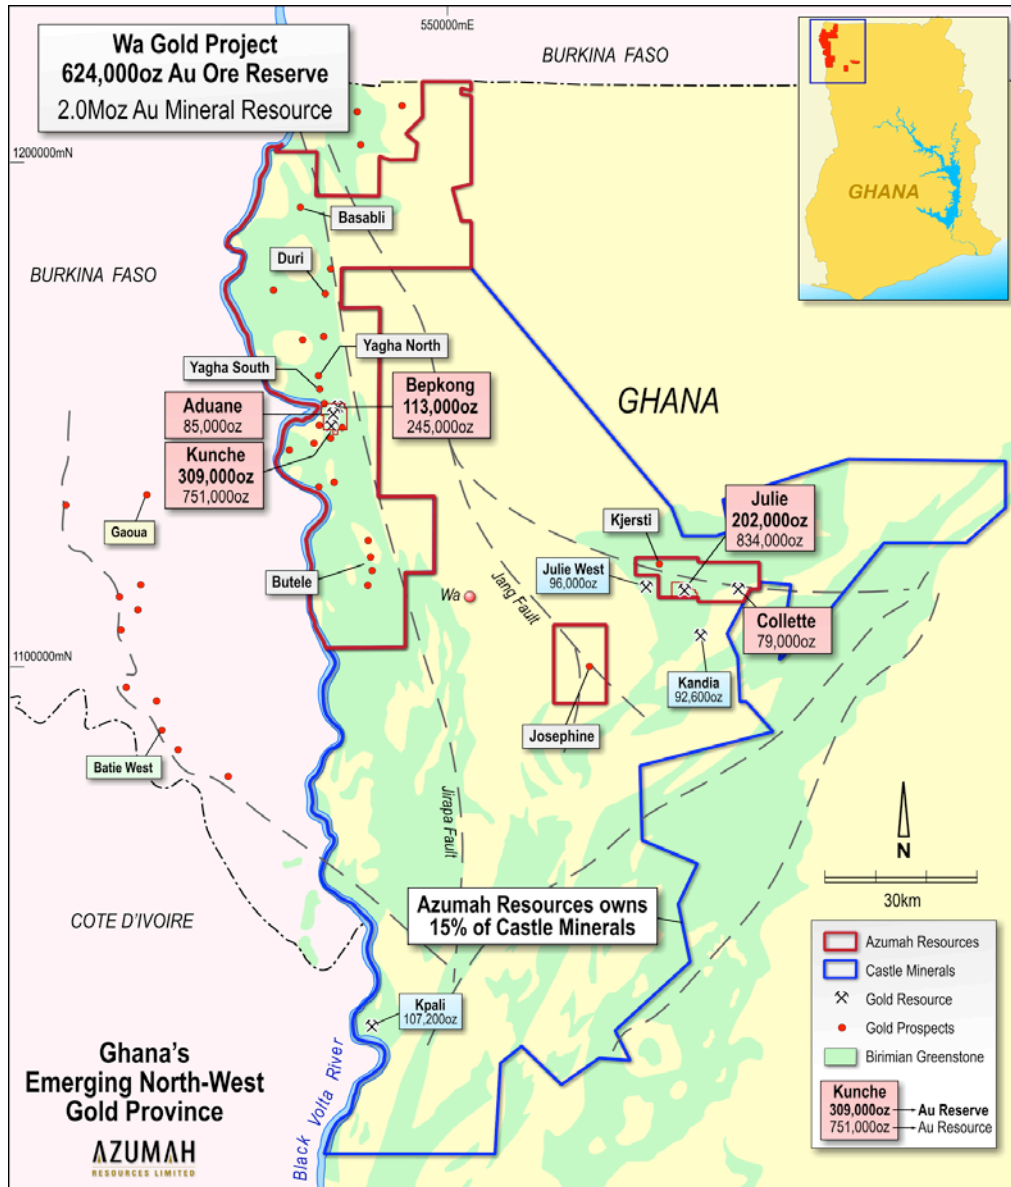 550000mE
Wa Gold Project
624,000oz Au Ore Reserve
2.0Moz Au Mineral Resource
BURKINA FASO
1200000mN
GHANA
Basabli
BURKINA FASO
Duri
Yagha North
Yagha South
Bepkong
113,000oz
245,000oz
Aduane
85,000oz
GHANA
Kunche
309,000oz
751,000oz
Julie
202,000oz
834,000oz
Gaoua
Kjersti
Julie West
96,000oz
Butele
Wa
Jang Fault
Collette
79,000oz
1100000mN
Kandia
92,600oz
Josephine
Batie West
Jirapa Fault
N
30km
Azumah Resources owns
15% of Castle Minerals
COTE D'IVOIRE
Azumah Resources
Castle Minerals
Gold Resource
Gold Prospects
Birimian Greenstone
Kunche
309,000oz Au Reserve
751,000oz Au Resource
Kpali
107,200oz
Black Volta River
Ghana's
Emerging North-West
Gold Province
AZUMAH
RESOURCES LIMITED